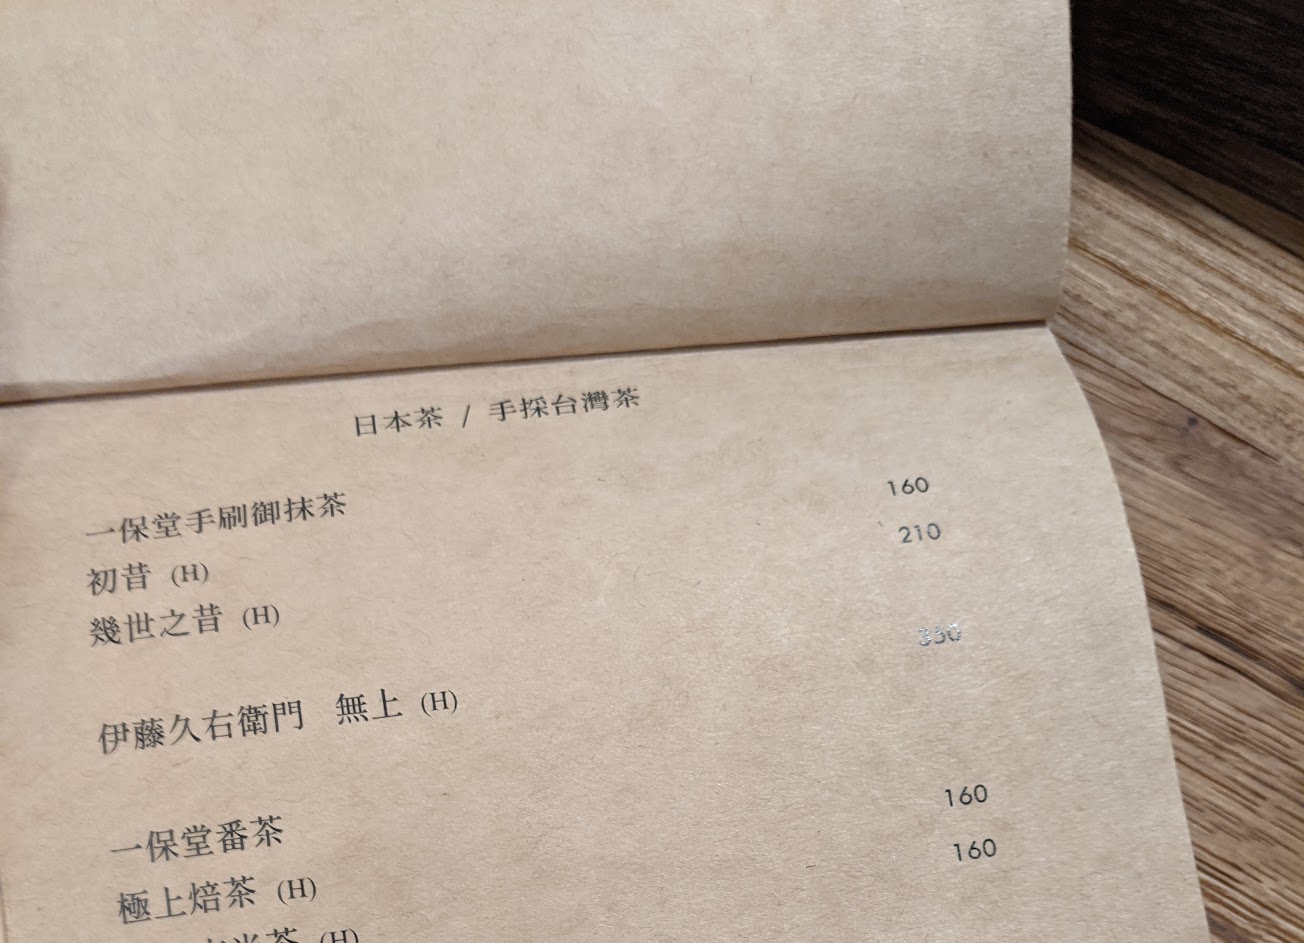 日本茶 / 手採台灣茶
一保堂手刷御抹茶
初昔 (H) 160
幾世之昔 (H) 210
伊藤久右衛門 無上 (H)
一保堂番茶
極上焙茶 (H) 160
茶 (H) 160